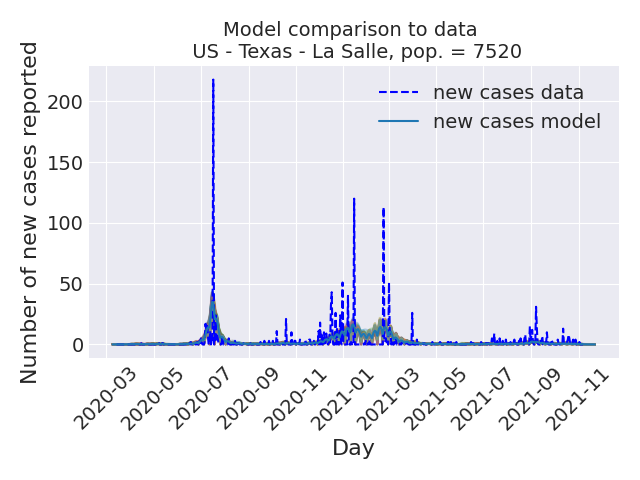 Model comparison to data
US - Texas - La Salle, pop. = 7520
Number of new cases reported
200
150
100
50
0
new cases data
new cases model
2020-03
2020-05
2020-07
2020-09
2020-11
2021-01
2021-03
2021-05
2021-07
2021-09
2021-11
Day